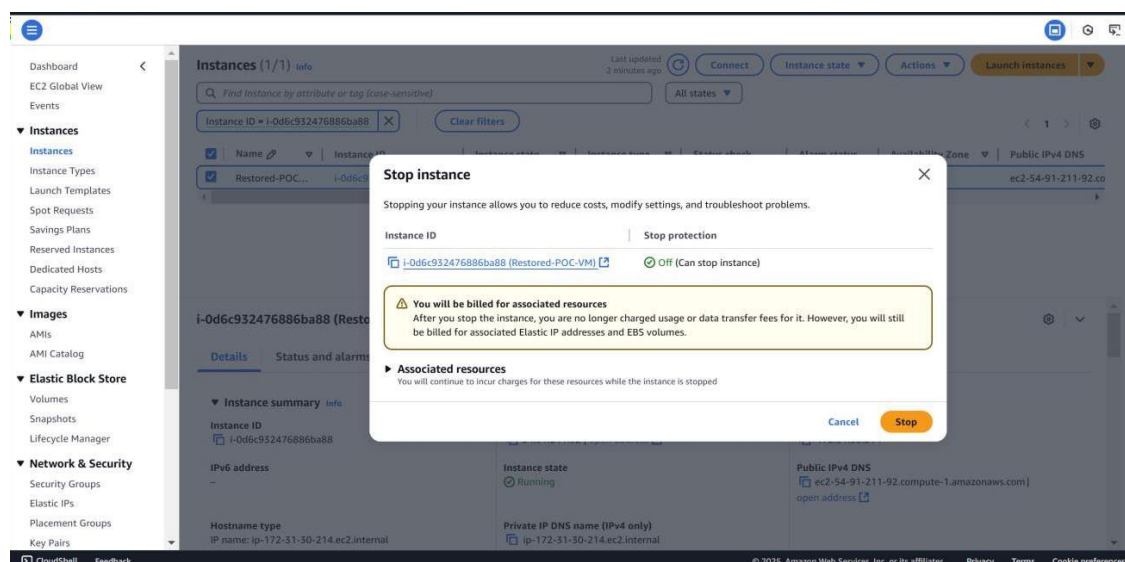 Dashboard
EC2 Global View
Events
Instances
Instances
Instance Types
Launch Templates
Spot Requests
Savings Plans
Reserved Instances
Dedicated Hosts
Capacity Reservations
Images
AMIs
AMI Catalog
Elastic Block Store
Volumes
Snapshots
Lifecycle Manager
Network & Security
Security Groups
Elastic IPs
Placement Groups
Key Pairs
Instances (1/1) Info
Last updated
2 minutes ago
Connect
Instance state
Actions
Launch instances
Find Instance by attribute or tag (case-sensitive)
All states
Instance ID = i-0d6c932476886ba88
Clear filters
1
Name
Instance ID
Instance state
Instance type
Status check
Alarm status
Availability Zone
Public IPv4 DNS
Restored-POC...
i-0d6c9
ec2-54-91-211-92.co
Stop instance
Stopping your instance allows you to reduce costs, modify settings, and troubleshoot problems.
Instance ID
Stop protection
i-0d6c932476886ba88 (Restored-POC-VM)
Off (Can stop instance)
You will be billed for associated resources
After you stop the instance, you are no longer charged usage or data transfer fees for it. However, you will still
be billed for associated Elastic IP addresses and EBS volumes.
Associated resources
You will continue to incur charges for these resources while the instance is stopped
Cancel
Stop
i-0d6c932476886ba88 (Resto
Details
Status and alarms
Instance summary Info
Instance ID
i-0d6c932476886ba88
IPv6 address
–
Instance state
Running
Public IPv4 DNS
ec2-54-91-211-92.compute-1.amazonaws.com |
open address
Hostname type
IP name: ip-172-31-30-214.ec2.internal
Private IP DNS name (IPv4 only)
ip-172-31-30-214.ec2.internal
CloudShell
Feedback
© 2025, Amazon Web Services, Inc. or its affiliates.
Privacy
Terms
Cookie preferences